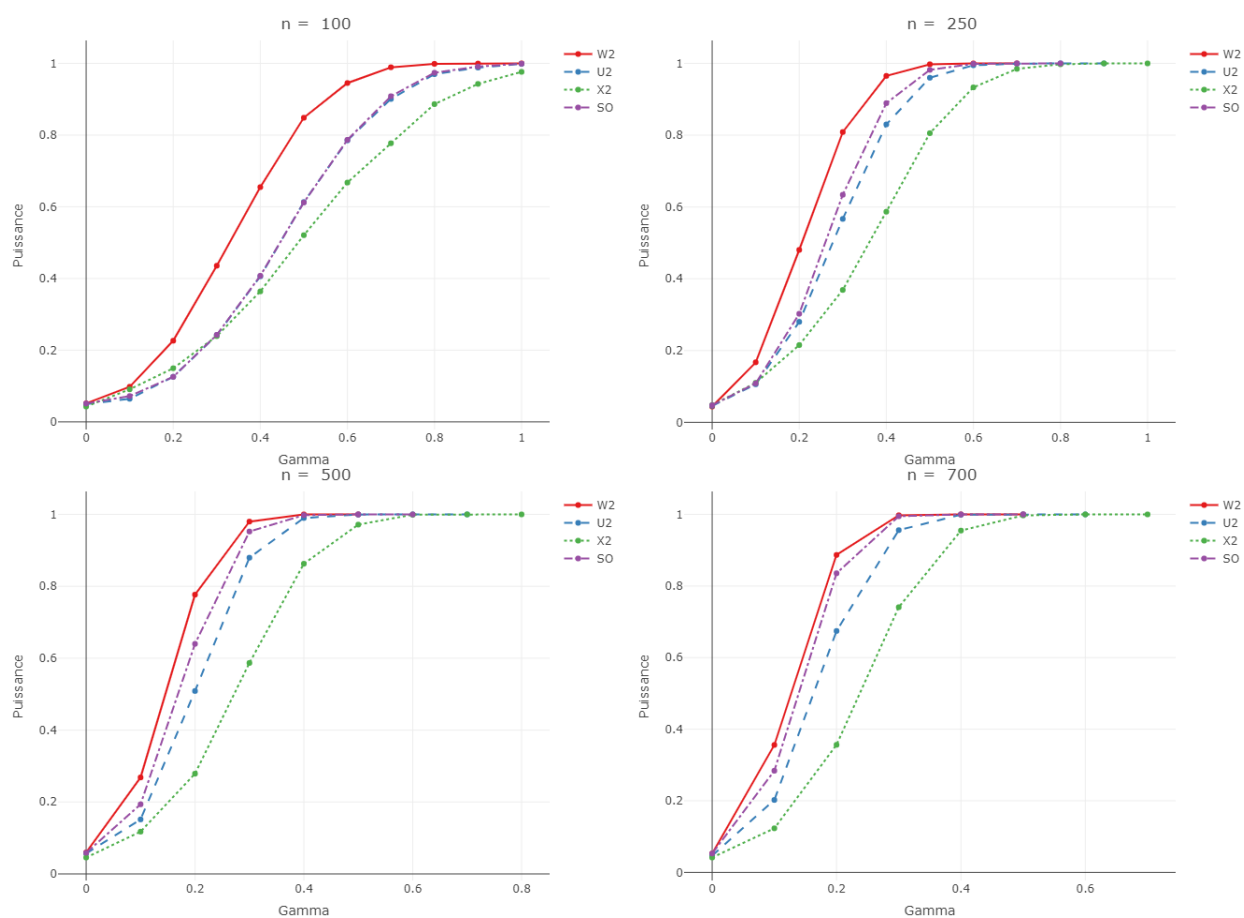 n =  100
W2
U2
X2
SO
Puissance
1
0.8
0.6
0.4
0.2
0
0 0.2 0.4 0.6 0.8 1
Gamma
n =  250
W2
U2
X2
SO
Puissance
1
0.8
0.6
0.4
0.2
0
0 0.2 0.4 0.6 0.8 1
Gamma
n =  500
W2
U2
X2
SO
Puissance
1
0.8
0.6
0.4
0.2
0
0 0.2 0.4 0.6 0.8
Gamma
n =  700
W2
U2
X2
SO
Puissance
1
0.8
0.6
0.4
0.2
0
0 0.2 0.4 0.6
Gamma